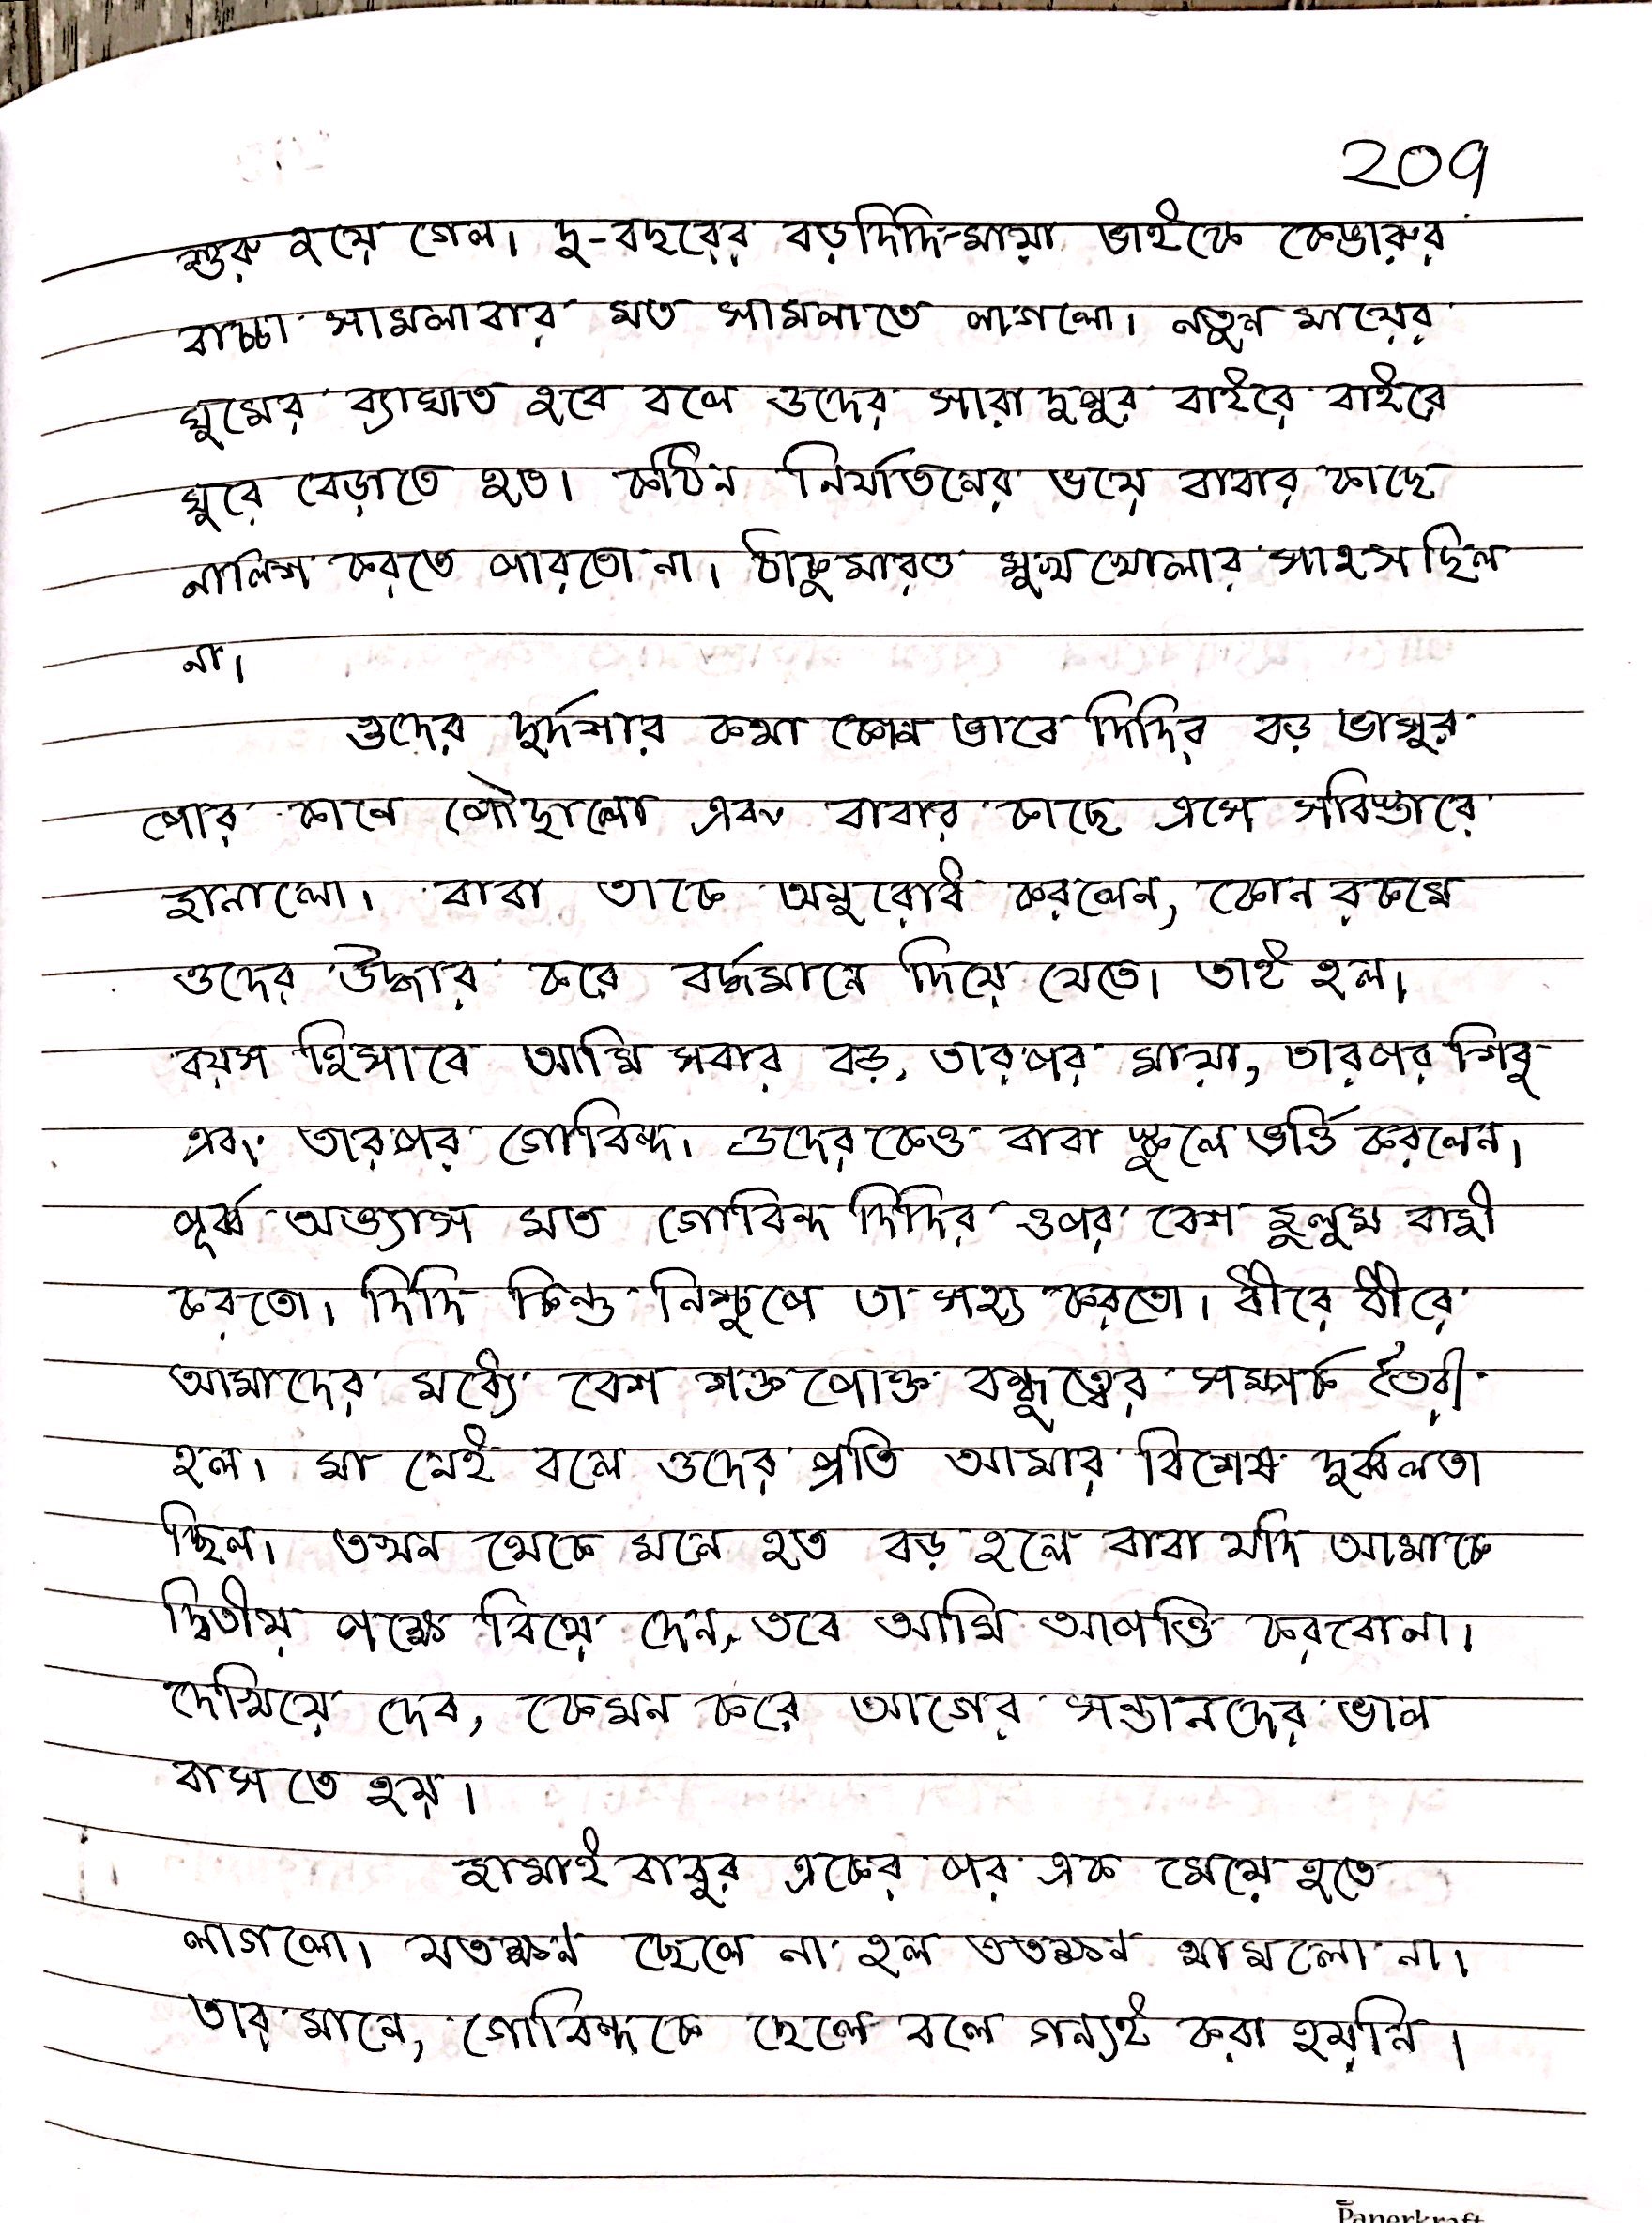 209
শুরু হয়ে গেল। দু-বছরের বড়দিদি-মায়া ভাইকে কেঙারুর
বাচ্চা সামলাবার মত সামলাতে লাগলো। নতুন মায়ের
ঘুমের ব্যাঘাত হবে বলে ওদের সারা দুপুর বাইরে বাইরে
ঘুরে বেড়াতে হত। কঠিন নির্যাতনের ভয়ে বাবার কাছে
নালিশ করতে পারতো না। ঠাকুমারও মুখ খোলার সাহস ছিল
না।
ওদের দুর্দশার কথা কোন ভাবে দিদির বড় ভাসুর
পোর কানে পৌছালো এবং বাবার কাছে এসে সবিস্তারে
জানালো। বাবা তাকে অনুরোধ করলেন, কোন রকমে
ওদের উদ্ধার করে বর্দ্ধমানে দিয়ে যেতে। তাই হল।
বয়স হিসাবে আমি সবার বড়, তারপর মায়া, তারপর শিবু
এবং তারপর গোবিন্দ। ওদেরকেও বাবা স্কুলে ভর্ত্তি করলেন।
পূর্ব্ব অভ্যাস মত গোবিন্দ দিদির ওপর বেশ জুলুম বাজী
করতো। দিদি কিন্তু নিশ্চুপে তা সহ্য করতো। ধীরে ধীরে
আমাদের মধ্যে বেশ শক্তপোক্ত বন্ধুত্বের সম্পর্ক তৈরী
হল। মা নেই বলে ওদের প্রতি আমার বিশেষ দুর্ব্বলতা
ছিল। তখন থেকে মনে হত বড় হলে বাবা যদি আমাকে
দ্বিতীয় পক্ষে বিয়ে দেন, তবে আমি আপত্তি করবো না।
দেখিয়ে দেব, কেমন করে আগের সন্তানদের ভাল
বাসতে হয়।
জামাই বাবুর একের পর এক মেয়ে হতে
লাগলো। যতক্ষন ছেলে না হল ততক্ষন থামলো না।
তার মানে, গোবিন্দকে ছেলে বলে গন্যই করা হয়নি।
Paperkraft